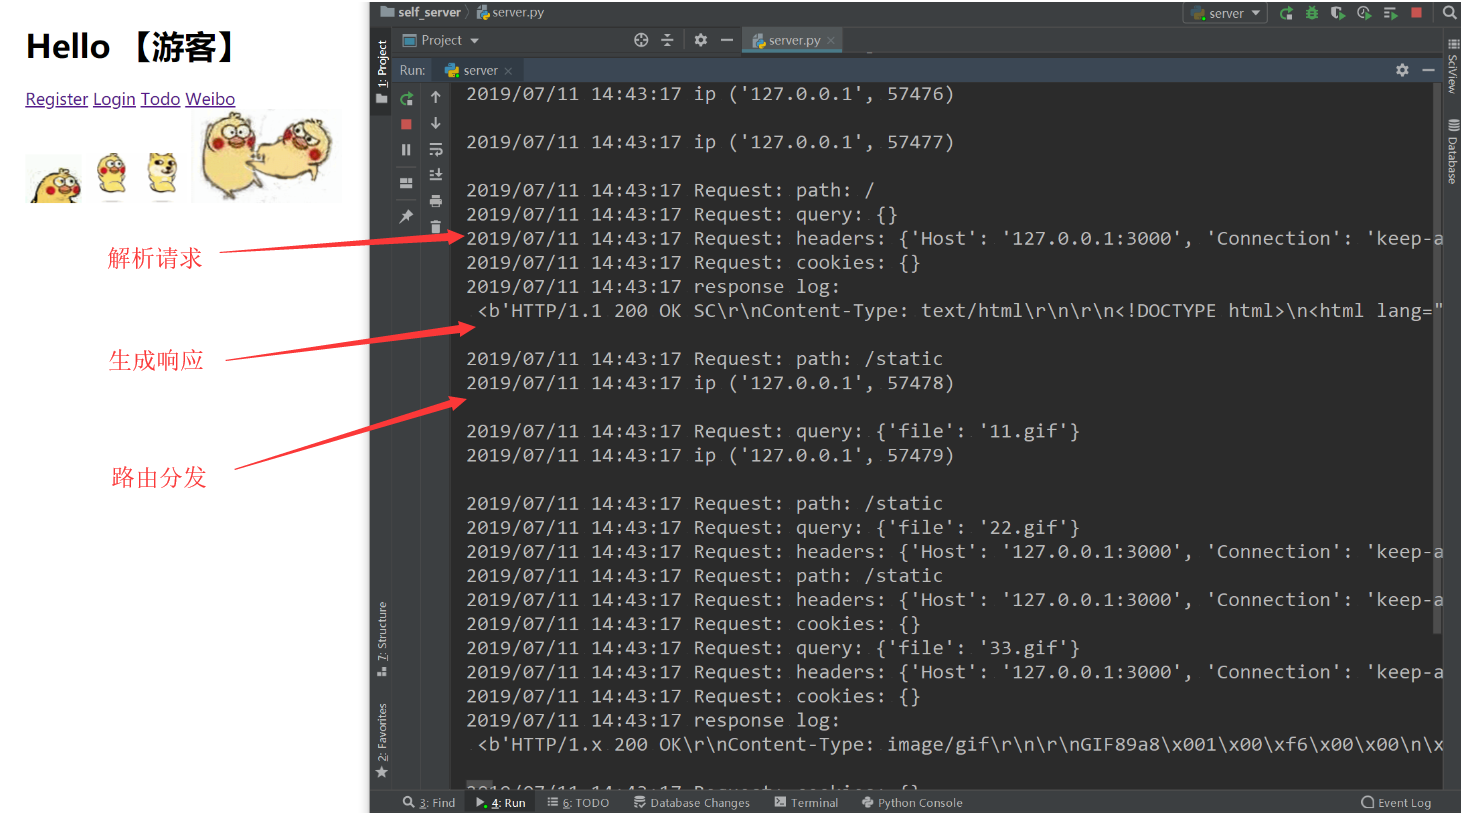 Hello 【游客】
Register Login Todo Weibo
解析请求
生成响应
路由分发
self_server server.py
server
Project
server.py
1: Project
Run: server
SciView
Database
2019/07/11 14:43:17 ip ('127.0.0.1', 57476)
2019/07/11 14:43:17 ip ('127.0.0.1', 57477)
2019/07/11 14:43:17 Request: path: /
2019/07/11 14:43:17 Request: query: {}
2019/07/11 14:43:17 Request: headers: {'Host': '127.0.0.1:3000', 'Connection': 'keep-a
2019/07/11 14:43:17 Request: cookies: {}
2019/07/11 14:43:17 response log:
<b'HTTP/1.1 200 OK SC\r\nContent-Type: text/html\r\n\r\n<!DOCTYPE html>\n<html lang="
2019/07/11 14:43:17 Request: path: /static
2019/07/11 14:43:17 ip ('127.0.0.1', 57478)
2019/07/11 14:43:17 Request: query: {'file': '11.gif'}
2019/07/11 14:43:17 ip ('127.0.0.1', 57479)
2019/07/11 14:43:17 Request: path: /static
2019/07/11 14:43:17 Request: query: {'file': '22.gif'}
2019/07/11 14:43:17 Request: headers: {'Host': '127.0.0.1:3000', 'Connection': 'keep-a
2019/07/11 14:43:17 Request: path: /static
2019/07/11 14:43:17 Request: headers: {'Host': '127.0.0.1:3000', 'Connection': 'keep-a
2019/07/11 14:43:17 Request: cookies: {}
2019/07/11 14:43:17 Request: query: {'file': '33.gif'}
2019/07/11 14:43:17 Request: headers: {'Host': '127.0.0.1:3000', 'Connection': 'keep-a
2019/07/11 14:43:17 Request: cookies: {}
2019/07/11 14:43:17 response log:
<b'HTTP/1.x 200 OK\r\nContent-Type: image/gif\r\n\r\nGIF89a8\x001\x00\xf6\x00\x00\n\x
7: Structure
2: Favorites
3: Find 4: Run 6: TODO Database Changes Terminal Python Console Event Log